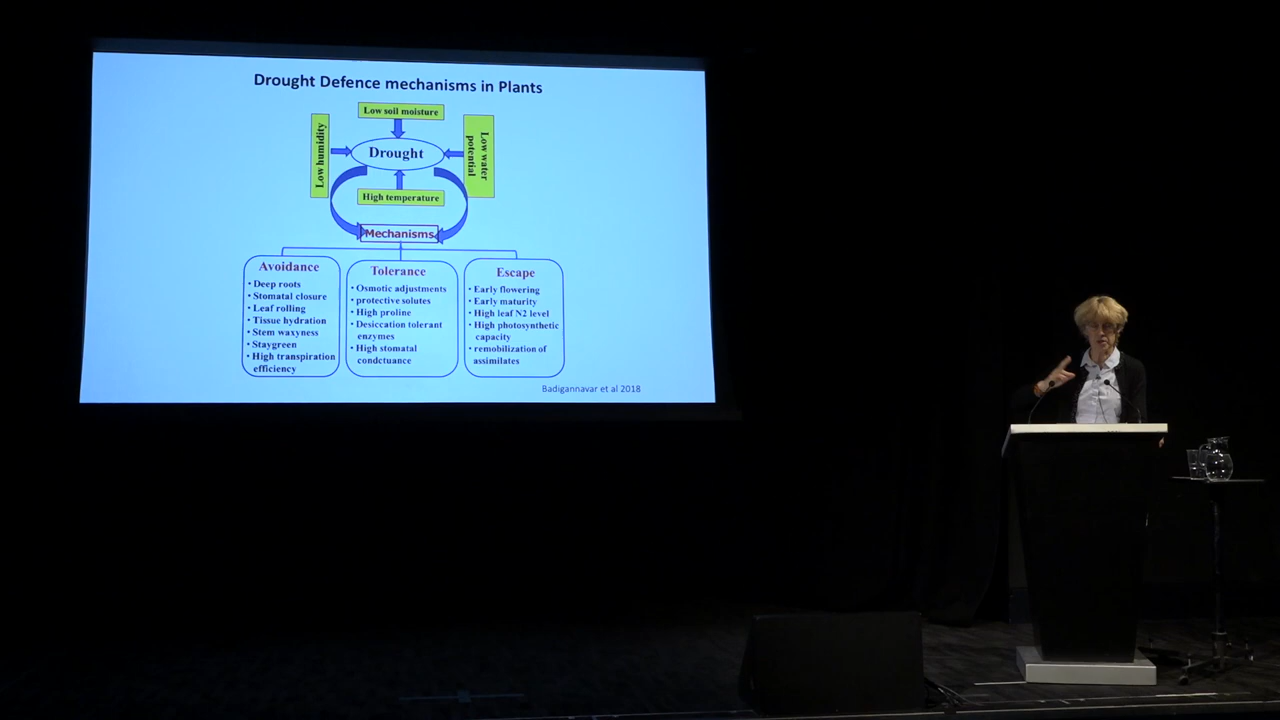 Drought Defence mechanisms in Plants
Low soil moisture
Low humidity
Drought
Low water
potential
High temperature
Mechanisms
Avoidance
• Deep roots
• Stomatal closure
• Leaf rolling
• Tissue hydration
• Stem waxyness
• Staygreen
• High transpiration
efficiency
Tolerance
• Osmotic adjustments
• protective solutes
• High proline
• Desiccation tolerant
enzymes
• High stomatal
condctuance
Escape
• Early flowering
• Early maturity
• High leaf N2 level
• High photosynthetic
capacity
• remobilization of
assimilates
Badigannavar et al 2018